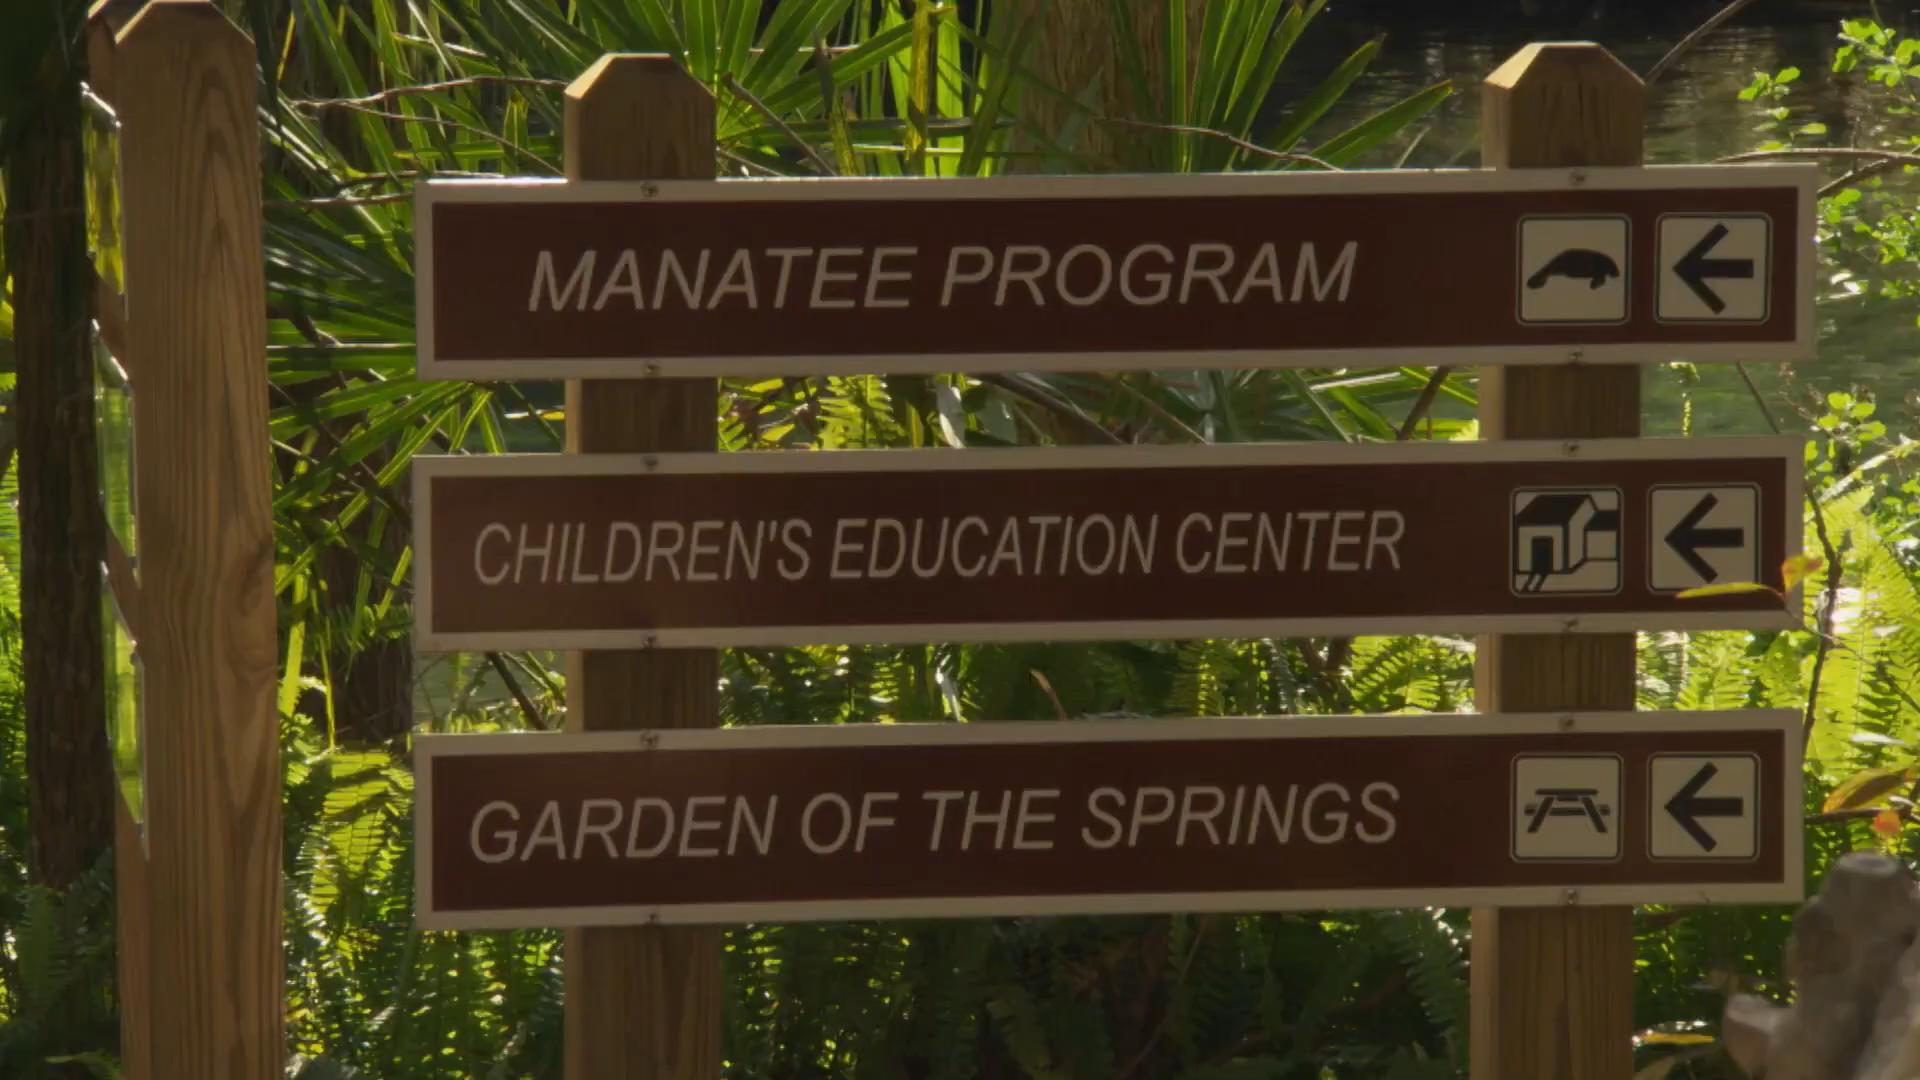 MANATEE PROGRAM
CHILDREN'S EDUCATION CENTER
GARDEN OF THE SPRINGS